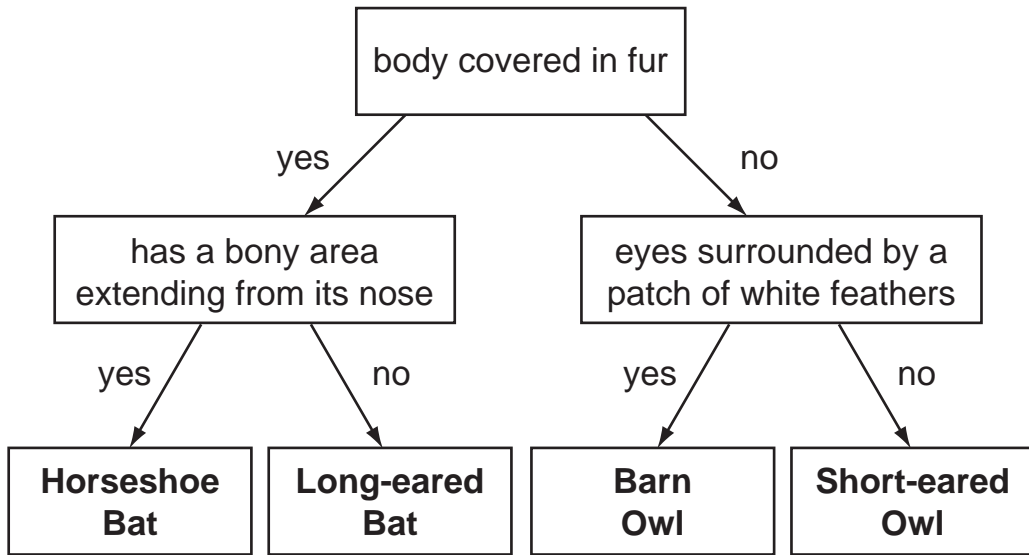 body covered in fur
yes
no
has a bony area
extending from its nose
eyes surrounded by a
patch of white feathers
yes
no
yes
no
Horseshoe
Bat
Long-eared
Bat
Barn
Owl
Short-eared
Owl